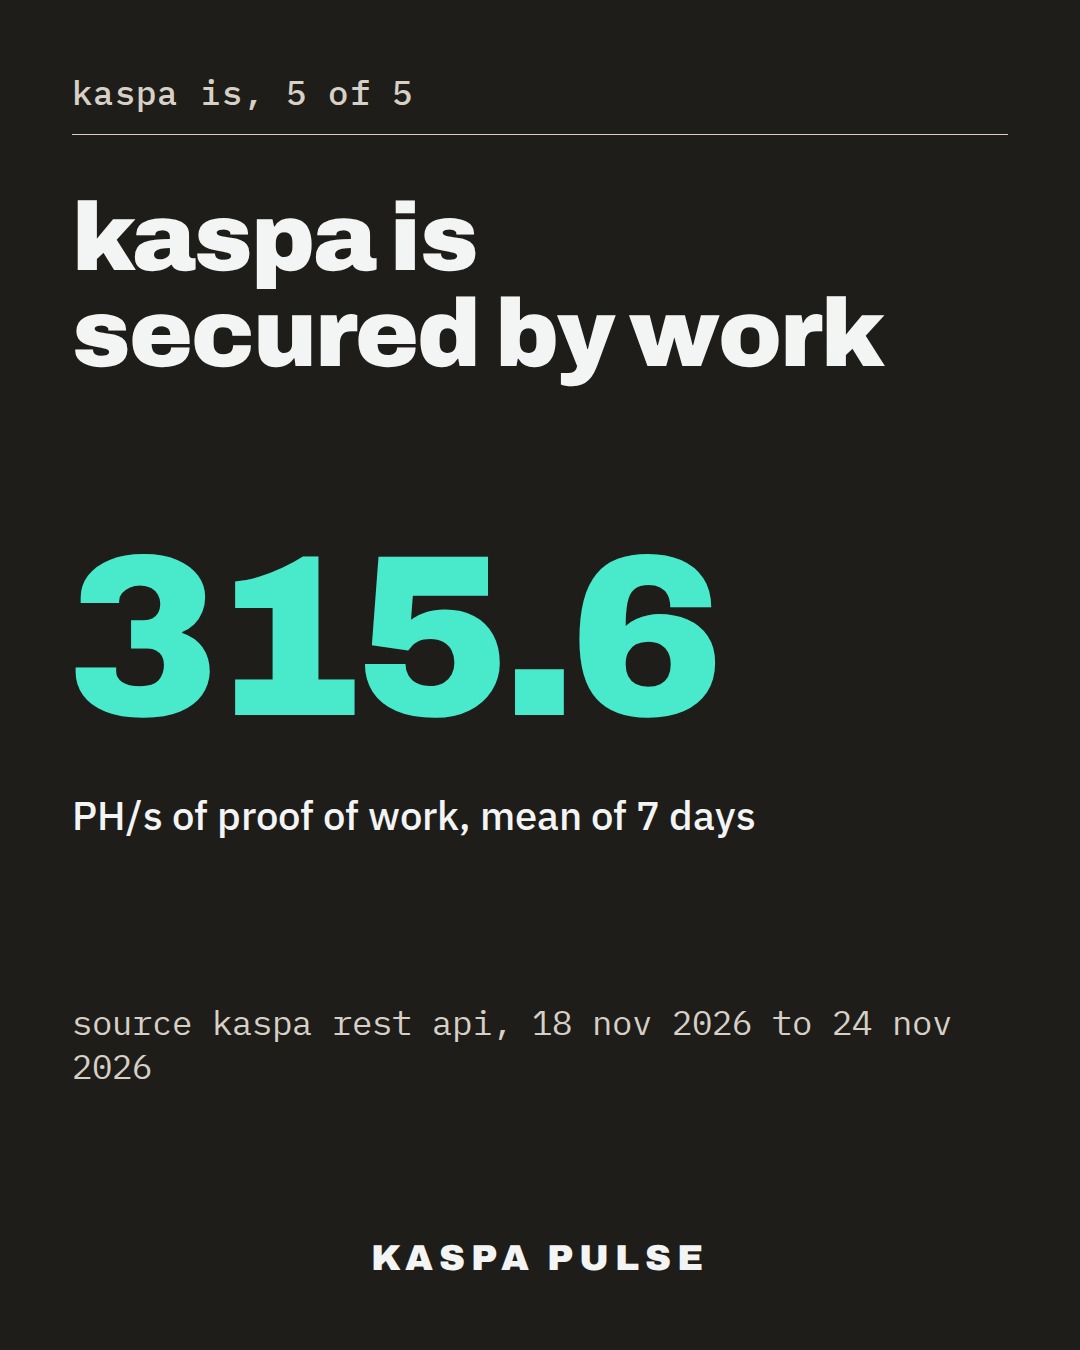 kaspa is, 5 of 5
kaspa is
secured by work
315.6
PH/s of proof of work, mean of 7 days
source kaspa rest api, 18 nov 2026 to 24 nov
2026
KASPA PULSE